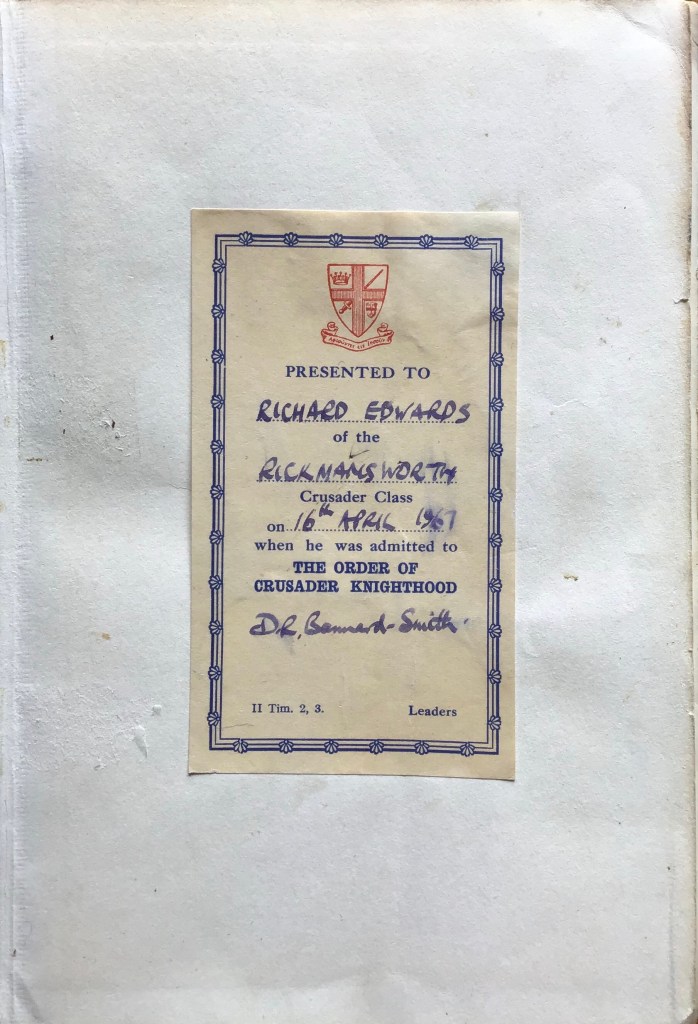 PRESENTED TO
RICHARD EDWARDS
of the
RICKMANSWORTH
Crusader Class
on 16th APRIL 1967
when he was admitted to
THE ORDER OF
CRUSADER KNIGHTHOOD
D.R. Bannard-Smith
II Tim. 2, 3. Leaders